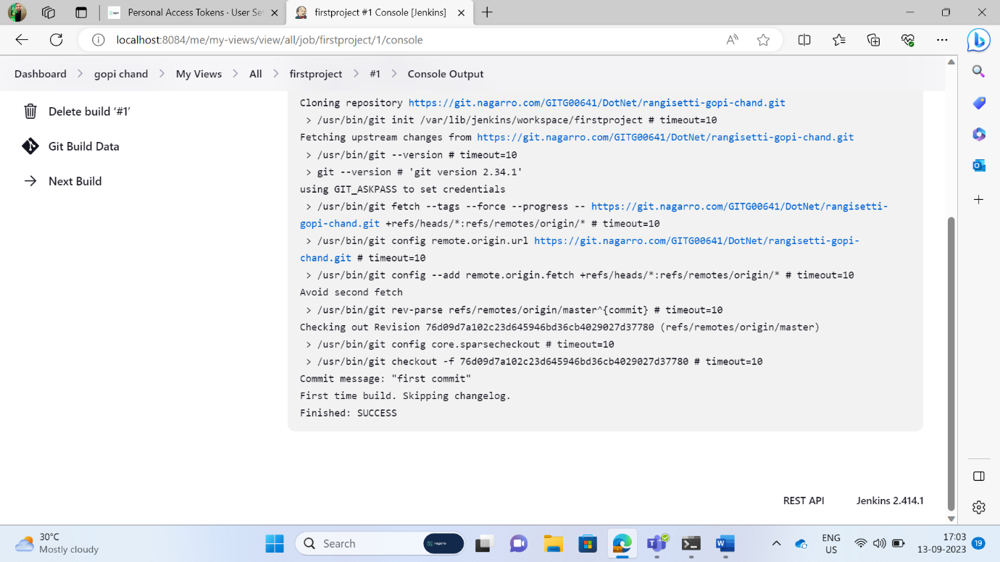 Personal Access Tokens · User Se
firstproject #1 Console [Jenkins]
localhost:8084/me/my-views/view/all/job/firstproject/1/console
Dashboard > gopi chand > My Views > All > firstproject > #1 > Console Output
Delete build ‘#1’
Git Build Data
Next Build
Cloning repository https://git.nagarro.com/GITG00641/DotNet/rangisetti-gopi-chand.git
> /usr/bin/git init /var/lib/jenkins/workspace/firstproject # timeout=10
Fetching upstream changes from https://git.nagarro.com/GITG00641/DotNet/rangisetti-gopi-chand.git
> /usr/bin/git --version # timeout=10
> git --version # 'git version 2.34.1'
using GIT_ASKPASS to set credentials
> /usr/bin/git fetch --tags --force --progress -- https://git.nagarro.com/GITG00641/DotNet/rangisetti-
gopi-chand.git +refs/heads/*:refs/remotes/origin/* # timeout=10
> /usr/bin/git config remote.origin.url https://git.nagarro.com/GITG00641/DotNet/rangisetti-gopi-
chand.git # timeout=10
> /usr/bin/git config --add remote.origin.fetch +refs/heads/*:refs/remotes/origin/* # timeout=10
Avoid second fetch
> /usr/bin/git rev-parse refs/remotes/origin/master^{commit} # timeout=10
Checking out Revision 76d09d7a102c23d645946bd36cb4029027d37780 (refs/remotes/origin/master)
> /usr/bin/git config core.sparsecheckout # timeout=10
> /usr/bin/git checkout -f 76d09d7a102c23d645946bd36cb4029027d37780 # timeout=10
Commit message: "first commit"
First time build. Skipping changelog.
Finished: SUCCESS
REST API
Jenkins 2.414.1
30°C
Mostly cloudy
Search
nagarro
ENG
US
17:03
13-09-2023
19